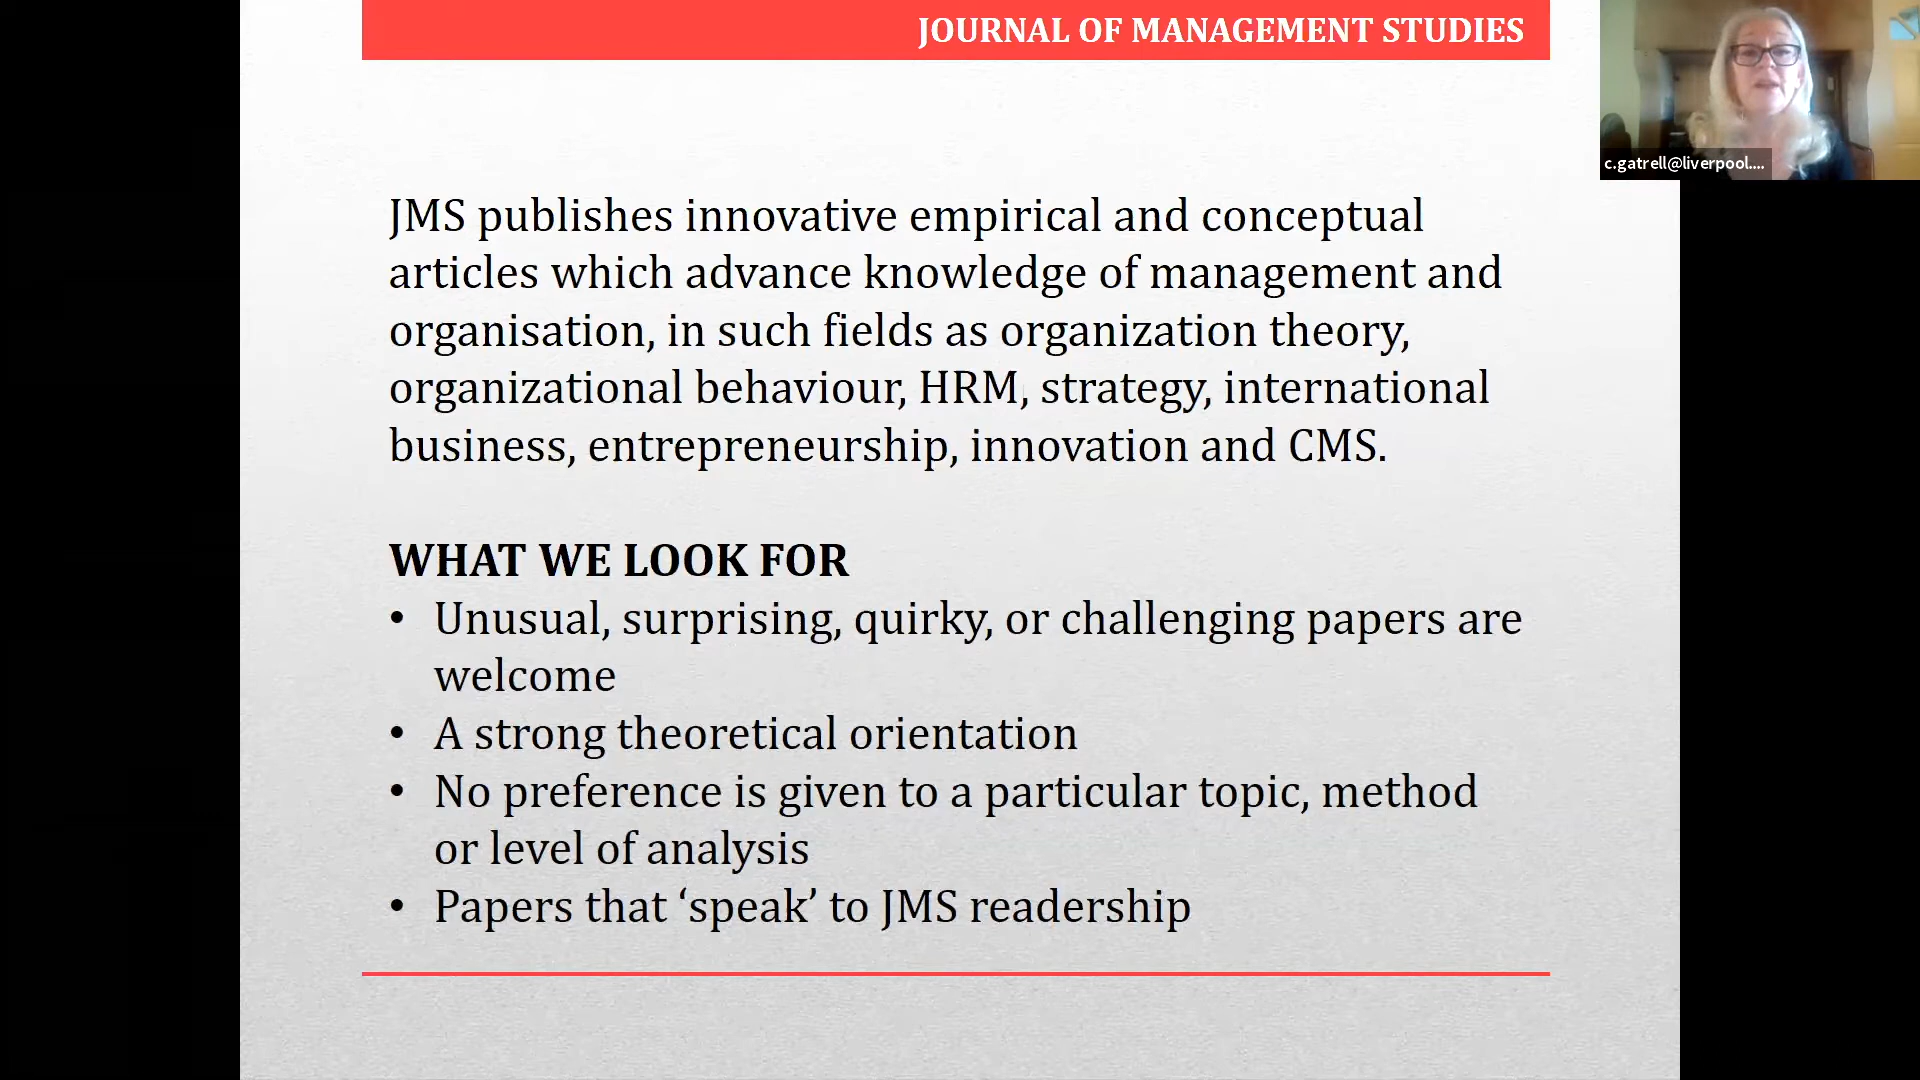 JOURNAL OF MANAGEMENT STUDIES
c.gatrell@liverpool....
JMS publishes innovative empirical and conceptual
articles which advance knowledge of management and
organisation, in such fields as organization theory,
organizational behaviour, HRM, strategy, international
business, entrepreneurship, innovation and CMS.
WHAT WE LOOK FOR
• Unusual, surprising, quirky, or challenging papers are
welcome
• A strong theoretical orientation
• No preference is given to a particular topic, method
or level of analysis
• Papers that ‘speak’ to JMS readership